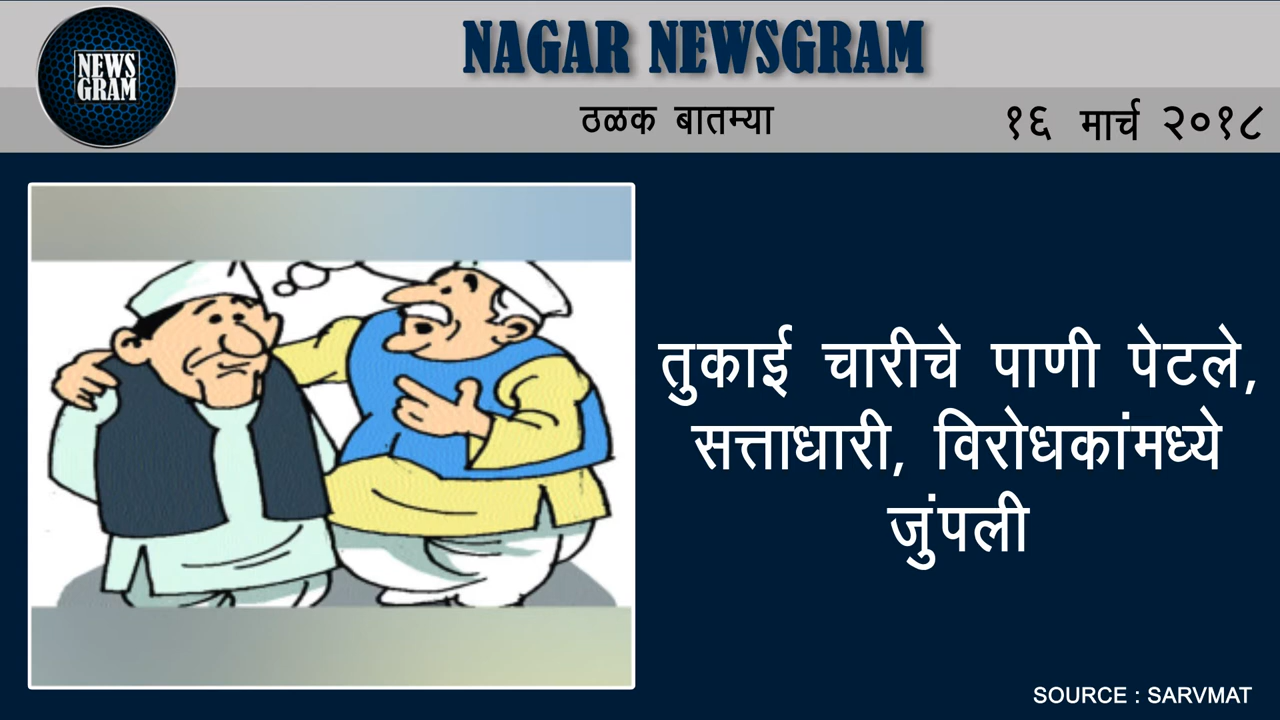 NEWS
GRAM
NAGAR NEWSGRAM
ठळक बातम्या
१६ मार्च २०१८
तुकाई चारीचे पाणी पेटले,
सत्ताधारी, विरोधकांमध्ये
जुंपली
SOURCE : SARVMAT